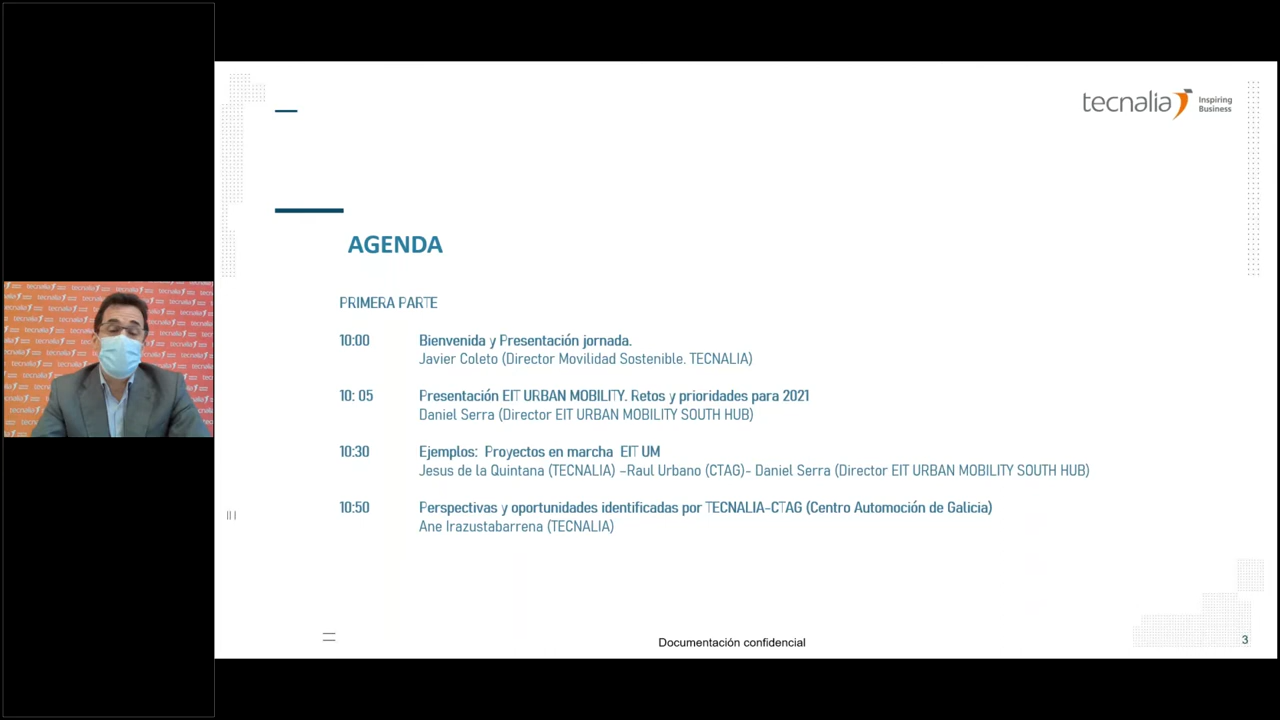 tecnalia Inspiring Business
AGENDA
PRIMERA PARTE
10:00 Bienvenida y Presentación jornada.
Javier Coleto (Director Movilidad Sostenible. TECNALIA)
10: 05 Presentación EIT URBAN MOBILITY. Retos y prioridades para 2021
Daniel Serra (Director EIT URBAN MOBILITY SOUTH HUB)
10:30 Ejemplos: Proyectos en marcha EIT UM
Jesus de la Quintana (TECNALIA) –Raul Urbano (CTAG)- Daniel Serra (Director EIT URBAN MOBILITY SOUTH HUB)
10:50 Perspectivas y oportunidades identificadas por TECNALIA-CTAG (Centro Automoción de Galicia)
Ane Irazustabarrena (TECNALIA)
Documentación confidencial
3